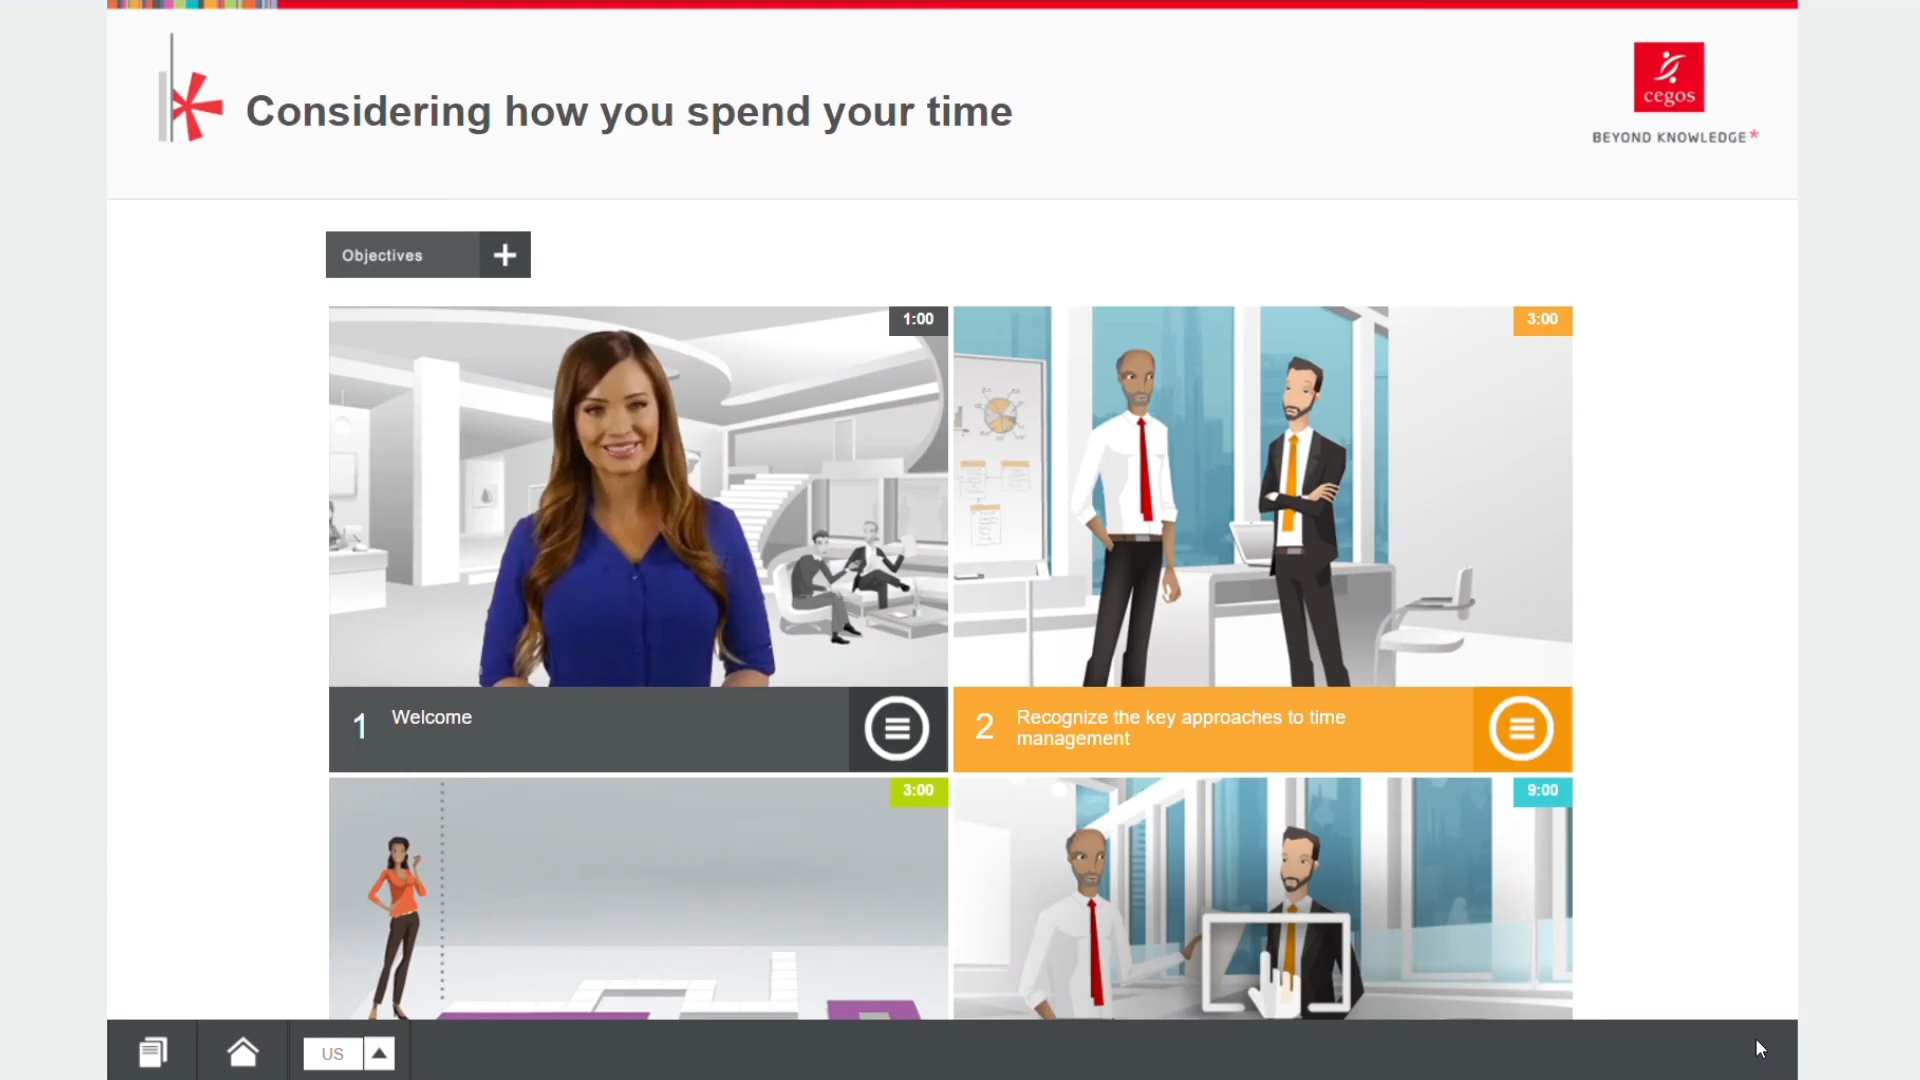 Considering how you spend your time
cegos
BEYOND KNOWLEDGE*
Objectives
1:00
3:00
1 Welcome
2 Recognize the key approaches to time
management
3:00
9:00
US